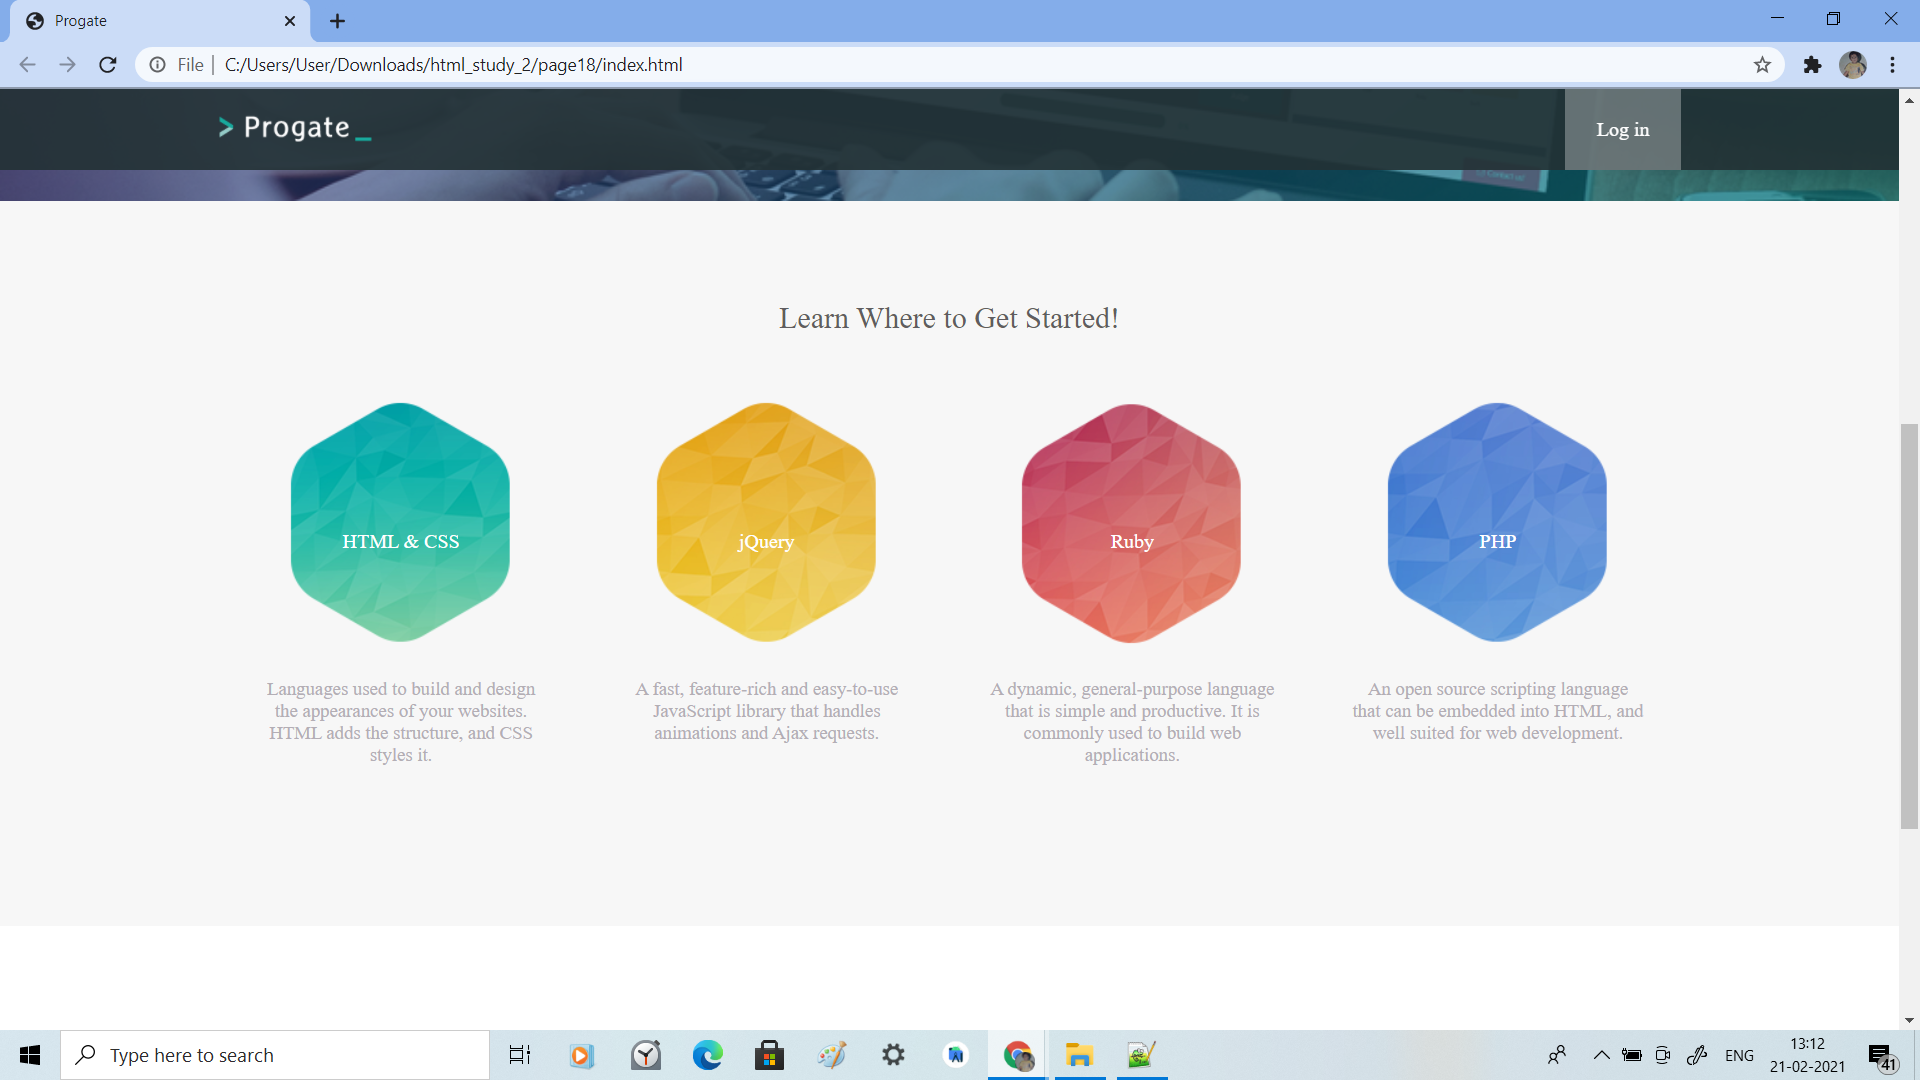 Progate
File
C:/Users/User/Downloads/html_study_2/page18/index.html
> Progate _
Log in
Contact us!
Learn Where to Get Started!
HTML & CSS
jQuery
Ruby
PHP
Languages used to build and design
the appearances of your websites.
HTML adds the structure, and CSS
styles it.
A fast, feature-rich and easy-to-use
JavaScript library that handles
animations and Ajax requests.
A dynamic, general-purpose language
that is simple and productive. It is
commonly used to build web
applications.
An open source scripting language
that can be embedded into HTML, and
well suited for web development.
Type here to search
ENG
13:12
21-02-2021
41